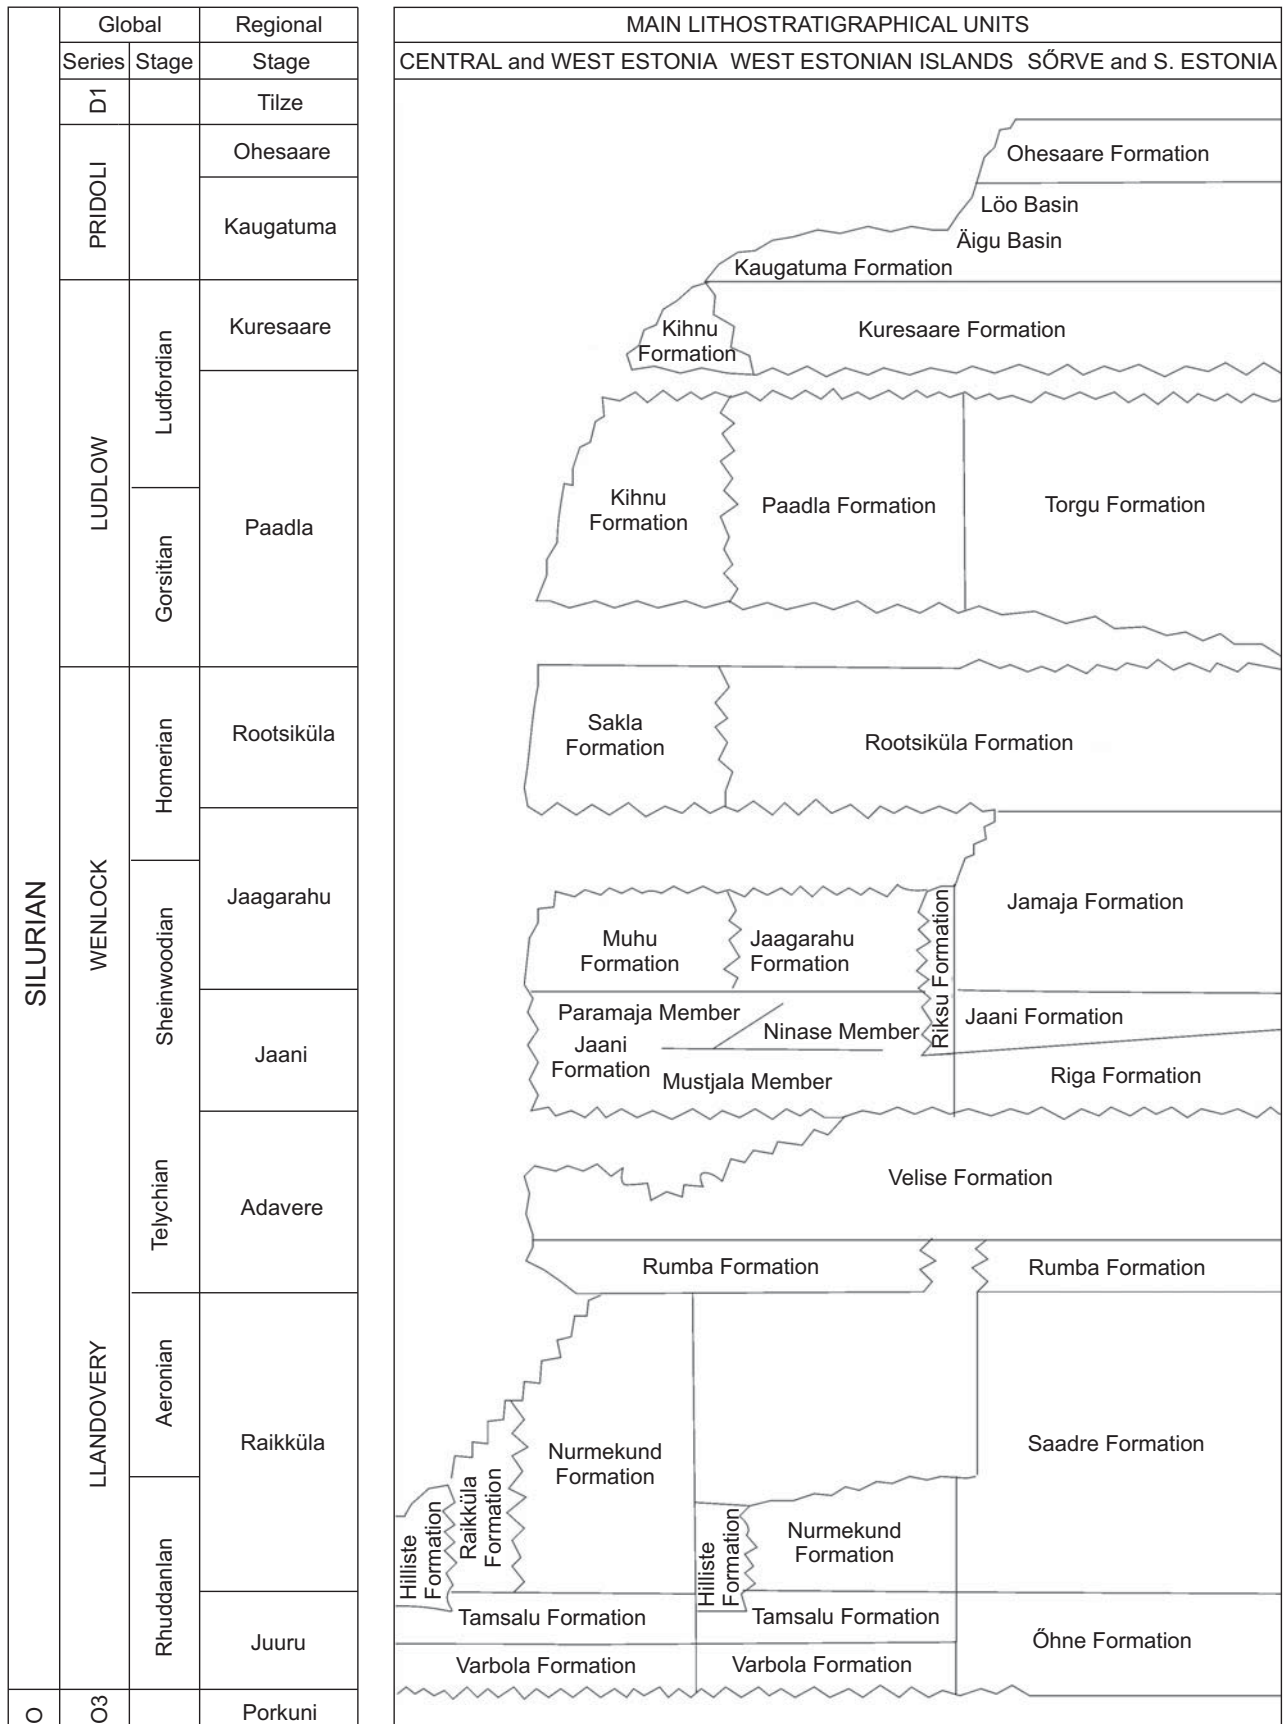 Global
Regional
MAIN LITHOSTRATIGRAPHICAL UNITS
Series
Stage
Stage
CENTRAL and WEST ESTONIA
WEST ESTONIAN ISLANDS
SŐRVE and S. ESTONIA
SILURIAN
O
D1
PRIDOLI
LUDLOW
WENLOCK
LLANDOVERY
O3
Ludfordian
Gorsitian
Homerian
Sheinwoodian
Telychian
Aeronian
Rhuddanlan
Tilze
Ohesaare
Kaugatuma
Kuresaare
Paadla
Rootsiküla
Jaagarahu
Jaani
Adavere
Raikküla
Juuru
Porkuni
Ohesaare Formation
Löo Basin
Äigu Basin
Kaugatuma Formation
Kihnu
Formation
Kuresaare Formation
Kihnu
Formation
Paadla Formation
Torgu Formation
Sakla
Formation
Rootsiküla Formation
Muhu
Formation
Jaagarahu
Formation
Riksu Formation
Jamaja Formation
Paramaja Member
Ninase Member
Jaani
Formation
Mustjala Member
Jaani Formation
Riga Formation
Velise Formation
Rumba Formation
Rumba Formation
Hilliste
Formation
Raikküla
Formation
Nurmekund
Formation
Hilliste
Formation
Nurmekund
Formation
Saadre Formation
Tamsalu Formation
Tamsalu Formation
Varbola Formation
Varbola Formation
Őhne Formation